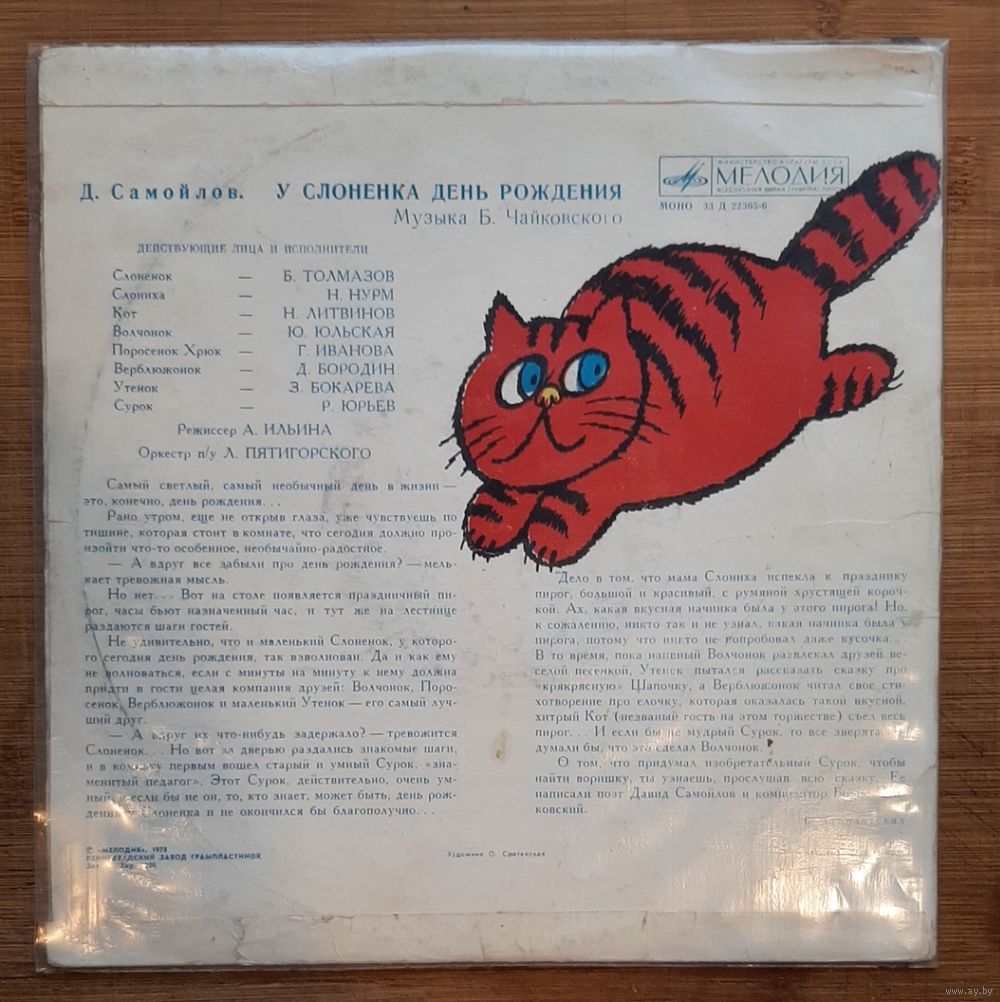 Д. Самойлов. У СЛОНЕНКА ДЕНЬ РОЖДЕНИЯ
Музыка Б. Чайковского
МИНИСТЕРСТВО КУЛЬТУРЫ СССР
МЕЛОДИЯ
ВСЕСОЮЗНАЯ ФИРМА ГРАМПЛАСТИНОК
МОНО 33 Д 22365-6
ДЕЙСТВУЮЩИЕ ЛИЦА И ИСПОЛНИТЕЛИ
Слоненок — Б. ТОЛМАЗОВ
Слониха — Н. НУРМ
Кот — Н. ЛИТВИНОВ
Волчонок — Ю. ЮЛЬСКАЯ
Поросенок Хрюк — Г. ИВАНОВА
Верблюжонок — Д. БОРОДИН
Утенок — З. БОКАРЕВА
Сурок — Р. ЮРЬЕВ
Режиссер А. ИЛЬИНА
Оркестр п/у Л. ПЯТИГОРСКОГО
Самый светлый, самый необычный день в жизни —
это, конечно, день рождения...
Рано утром, еще не открыв глаза, уже чувствуешь по
тишине, которая стоит в комнате, что сегодня должно про-
изойти что-то особенное, необычайно-радостное.
— А вдруг все забыли про день рождения? — мель-
кает тревожная мысль.
Но нет... Вот на столе появляется праздничный пи-
рог, часы бьют назначенный час, и тут же на лестнице
раздаются шаги гостей.
Не удивительно, что и маленький Слоненок, у которо-
го сегодня день рождения, так взволнован. Да и как ему
не волноваться, если с минуты на минуту к нему должна
придти в гости целая компания друзей: Волчонок, Поро-
сенок, Верблюжонок и маленький Утенок — его самый луч-
ший друг.
— А вдруг их что-нибудь задержало? — тревожится
Слоненок... Но вот за дверью раздались знакомые шаги,
и в комнату первым вошел старый и умный Сурок, «зна-
менитый педагог». Этот Сурок, действительно, очень ум-
ный, и если бы не он, то, кто знает, может быть, день рож-
дения у Слоненка и не окончился бы благополучно...
Дело в том, что мама Слониха испекла к празднику
пирог, большой и красивый, с румяной хрустящей короч-
кой. Ах, какая вкусная начинка была у этого пирога! Но,
к сожалению, никто так и не узнал, какая начинка была у
пирога, потому что никто не попробовал даже кусочка...
В то время, пока наивный Волчонок развлекал друзей ве-
селой песенкой, Утенок пытался рассказать сказку про
«крякрясную» Шапочку, а Верблюжонок читал свое сти-
хотворение про елочку, которая оказалась такой вкусной,
хитрый Кот (незваный гость на этом торжестве) съел весь
пирог... И если бы не мудрый Сурок, то все зверята
думали бы, что это сделал Волчонок.
О том, что придумал изобретательный Сурок, чтобы
найти воришку, ты узнаешь, прослушав всю сказку. Ее
написали поэт Давид Самойлов и композитор
ковский.
© «МЕЛОДИЯ», 1978
ЛЕНИНГРАДСКИЙ ЗАВОД ГРАМПЛАСТИНОК
Художник О. Сретенская
www.ay.by